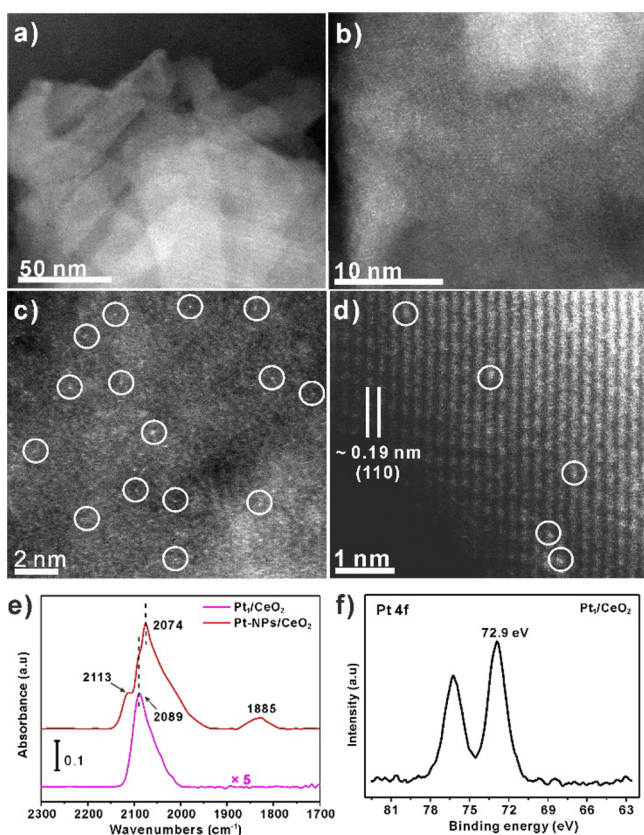 a)
50 nm
b)
10 nm
c)
2 nm
d)
~ 0.19 nm
(110)
1 nm
e)
Pt₁/CeO₂
Pt-NPs/CeO₂
2074
2113
2089
1885
0.1
× 5
Absorbance (a.u)
2300 2200 2100 2000 1900 1800 1700
Wavenumbers (cm⁻¹)
f)
Pt 4f
Pt₁/CeO₂
72.9 eV
Intensity (a.u)
81 78 75 72 69 66 63
Binding energy (eV)